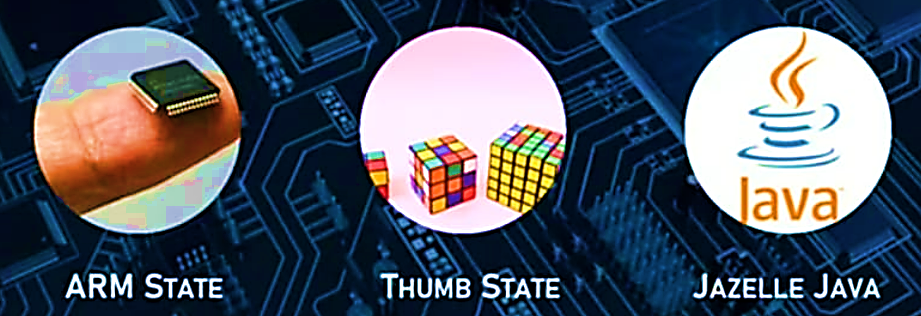 Java
ARM State
Thumb State
Jazelle Java